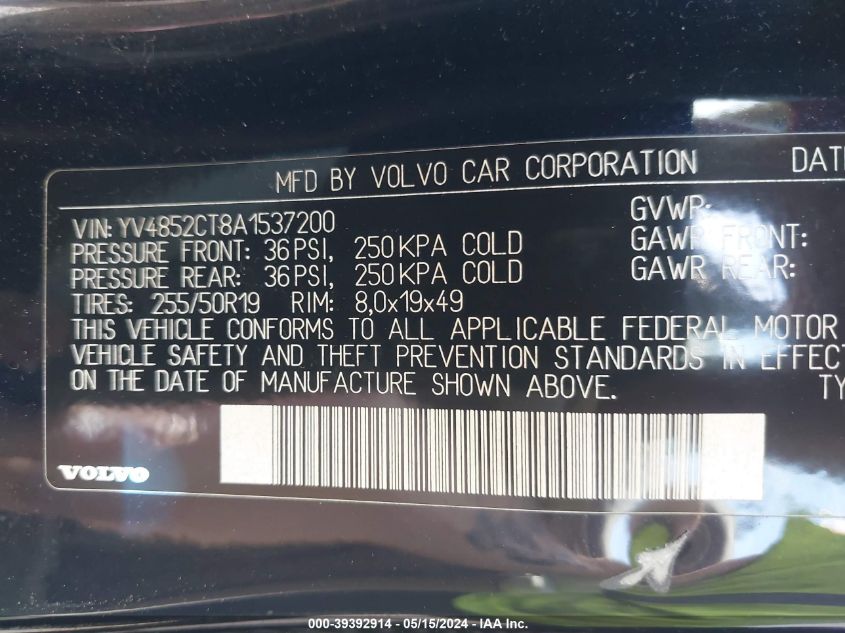 MFD BY VOLVO CAR CORPORATION DATE
VIN: YV4852CT8A1537200 GVWR:
PRESSURE FRONT: 36 PSI, 250 KPA COLD GAWR FRONT:
PRESSURE REAR: 36 PSI, 250 KPA COLD GAWR REAR:
TIRES: 255/50R19 RIM: 8,0x19x49
THIS VEHICLE CONFORMS TO ALL APPLICABLE FEDERAL MOTOR
VEHICLE SAFETY AND THEFT PREVENTION STANDARDS IN EFFECT
ON THE DATE OF MANUFACTURE SHOWN ABOVE. TY
VOLVO
000-39392914 - 05/15/2024 - IAA Inc.